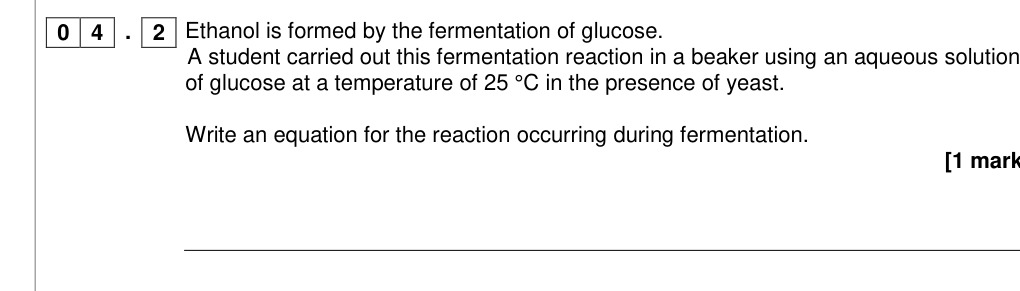 04.2 Ethanol is formed by the fermentation of glucose.
A student carried out this fermentation reaction in a beaker using an aqueous solution
of glucose at a temperature of 25 °C in the presence of yeast.
Write an equation for the reaction occurring during fermentation.
[1 mark